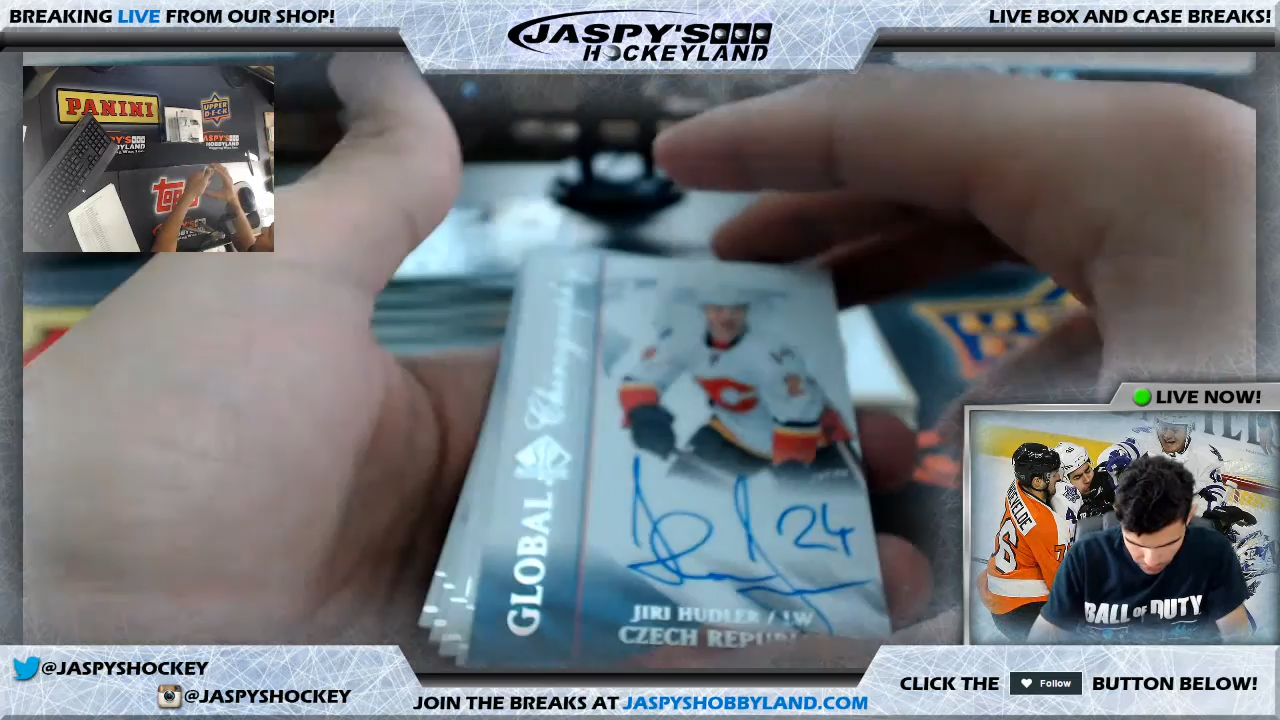 BREAKING LIVE FROM OUR SHOP!
JASPY'S
HOCKEYLAND
LIVE BOX AND CASE BREAKS!
PANINI
UPPER
DECK
HOBBYLAND
GLOBAL
24
JIRI HUDLER / LW
CZECH
LIVE NOW!
BALL OF DUTY
@JASPYSHOCKEY
@JASPYSHOCKEY
JOIN THE BREAKS AT JASPYSHOBBYLAND.COM
CLICK THE Follow BUTTON BELOW!